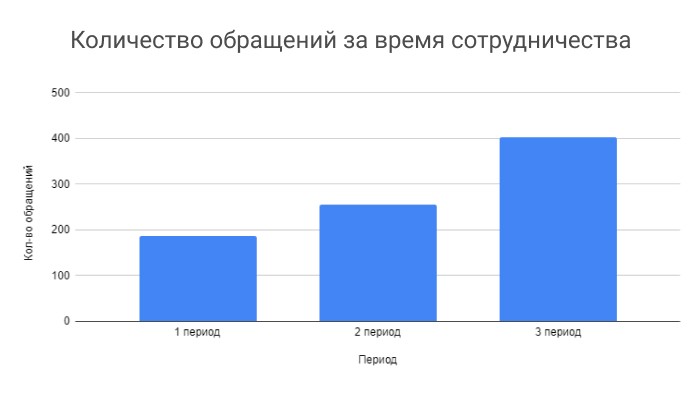 Количество обращений за время сотрудничества
500
400
300
200
100
0
Кол-во обращений
1 период
2 период
3 период
Период